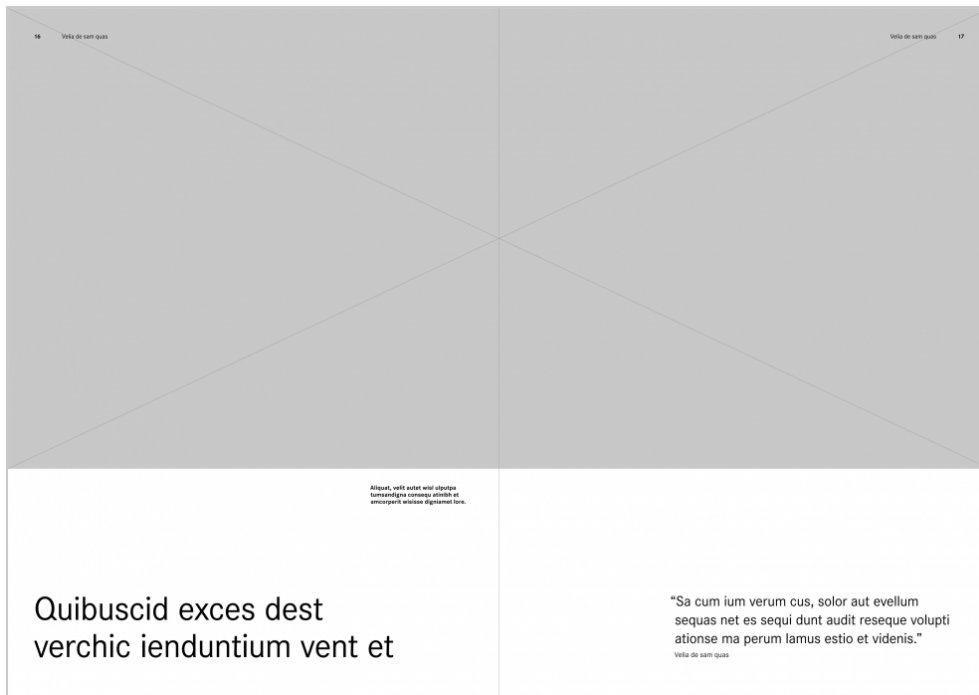 16 Velia de sam quas
Velia de sam quas 17
Aliquat, velit autet wisl ulputpa
tumsandigna consequ atinibh et
amcorperit wisisse digniamet lore.
Quibuscid exces dest
verchic ienduntium vent et
“Sa cum ium verum cus, solor aut evellum
sequas net es sequi dunt audit reseque volupti
ationse ma perum lamus estio et videnis.”
Velia de sam quas